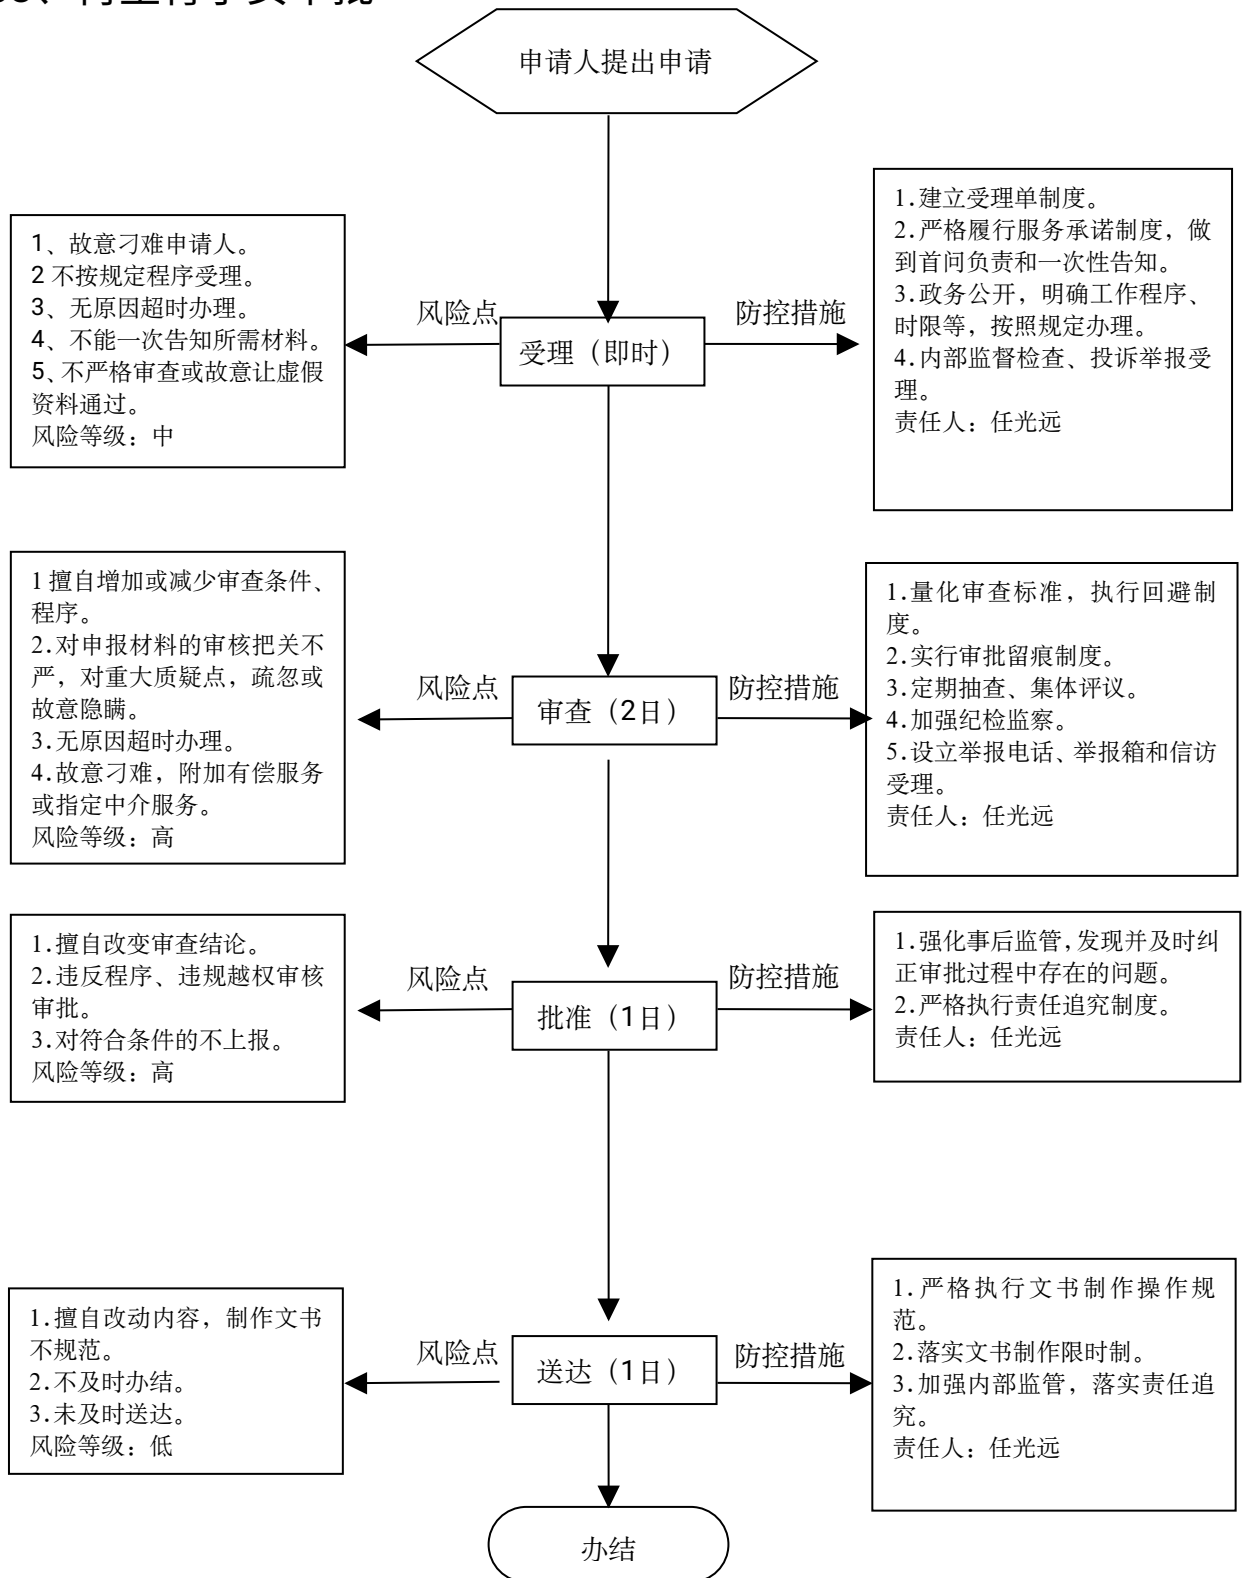 申请人提出申请
1、故意刁难申请人。
2 不按规定程序受理。
3、无原因超时办理。
4、不能一次告知所需材料。
5、不严格审查或故意让虚假
资料通过。
风险等级：中
风险点
受理（即时）
防控措施
1.建立受理单制度。
2.严格履行服务承诺制度，做
到首问负责和一次性告知。
3.政务公开，明确工作程序、
时限等，按照规定办理。
4.内部监督检查、投诉举报受
理。
责任人：任光远
1 擅自增加或减少审查条件、
程序。
2.对申报材料的审核把关不
严，对重大质疑点，疏忽或
故意隐瞒。
3.无原因超时办理。
4.故意刁难，附加有偿服务
或指定中介服务。
风险等级：高
风险点
审查（2日）
防控措施
1.量化审查标准，执行回避制
度。
2.实行审批留痕制度。
3.定期抽查、集体评议。
4.加强纪检监察。
5.设立举报电话、举报箱和信访
受理。
责任人：任光远
1.擅自改变审查结论。
2.违反程序、违规越权审核
审批。
3.对符合条件的不上报。
风险等级：高
风险点
批准（1日）
防控措施
1.强化事后监管,发现并及时纠
正审批过程中存在的问题。
2.严格执行责任追究制度。
责任人：任光远
1.擅自改动内容，制作文书
不规范。
2.不及时办结。
3.未及时送达。
风险等级：低
风险点
送达（1日）
防控措施
1.严格执行文书制作操作规
范。
2.落实文书制作限时制。
3.加强内部监管，落实责任追
究。
责任人：任光远
办结